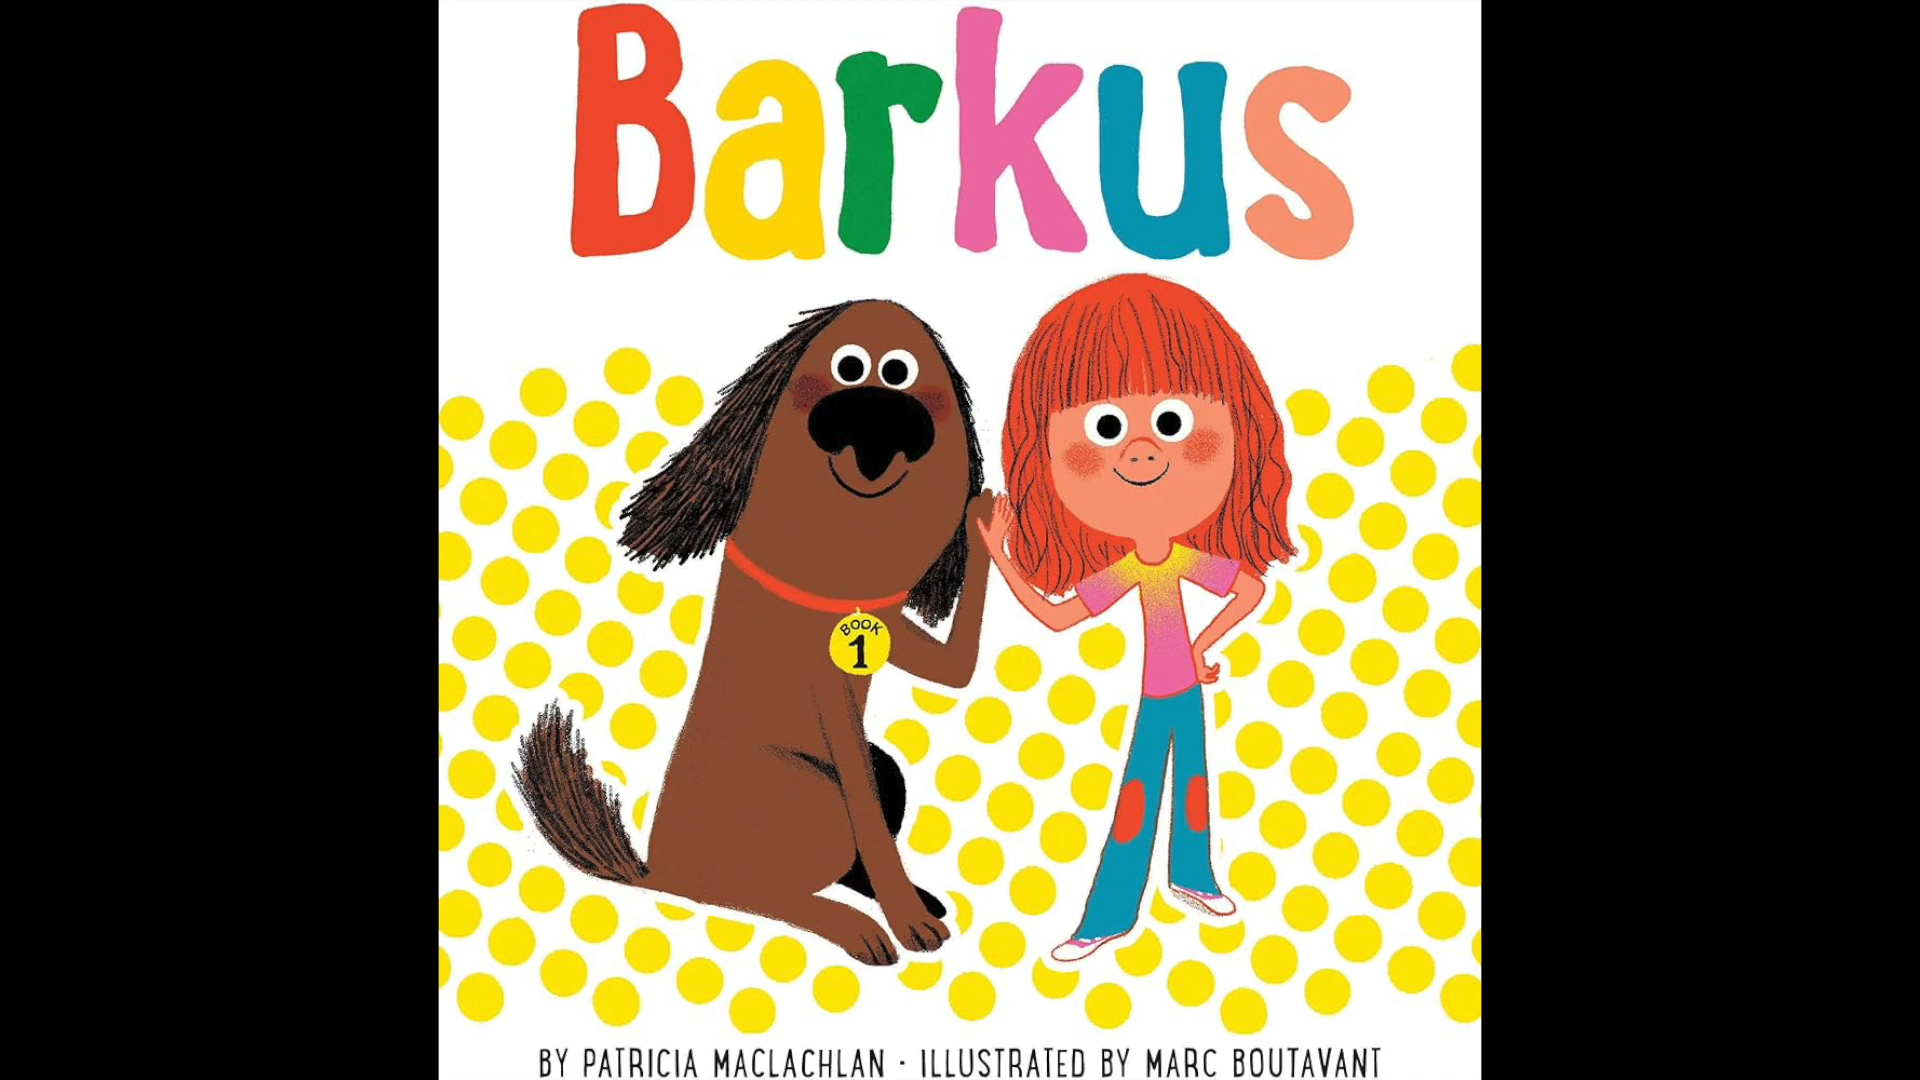 Barkus
BOOK
1
BY PATRICIA MACLACHLAN · ILLUSTRATED BY MARC BOUTAVANT